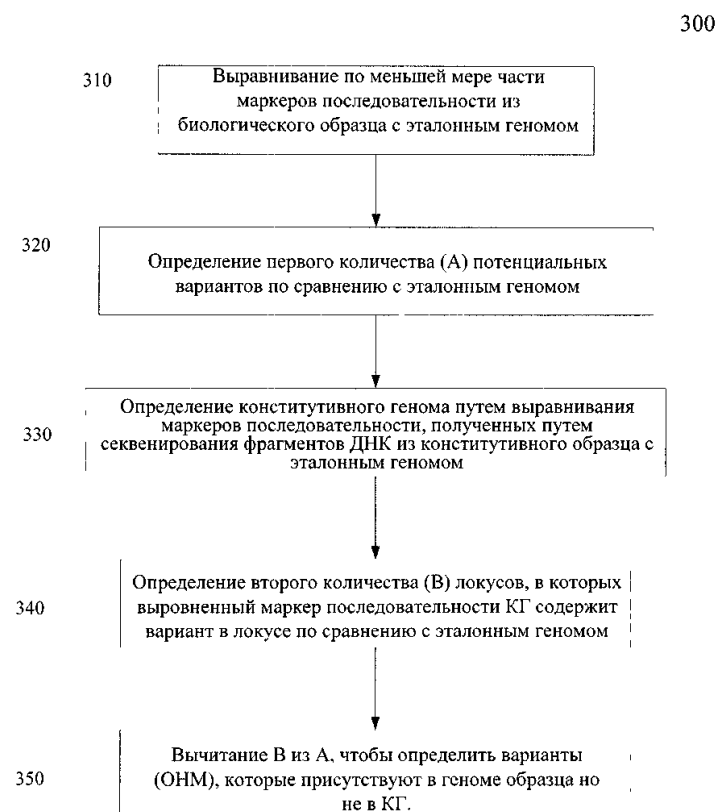 300
310
Выравнивание по меньшей мере части
маркеров последовательности из
биологического образца с эталонным геномом
320
Определение первого количества (A) потенциальных
вариантов по сравнению с эталонным геномом
330
Определение конститутивного генома путем выравнивания
маркеров последовательности, полученных путем
секвенирования фрагментов ДНК из конститутивного образца с
эталонным геномом
340
Определение второго количества (B) локусов, в которых
выровненный маркер последовательности КГ содержит
вариант в локусе по сравнению с эталонным геномом
350
Вычитание B из A, чтобы определить варианты
(ОНМ), которые присутствуют в геноме образца но
не в КГ.